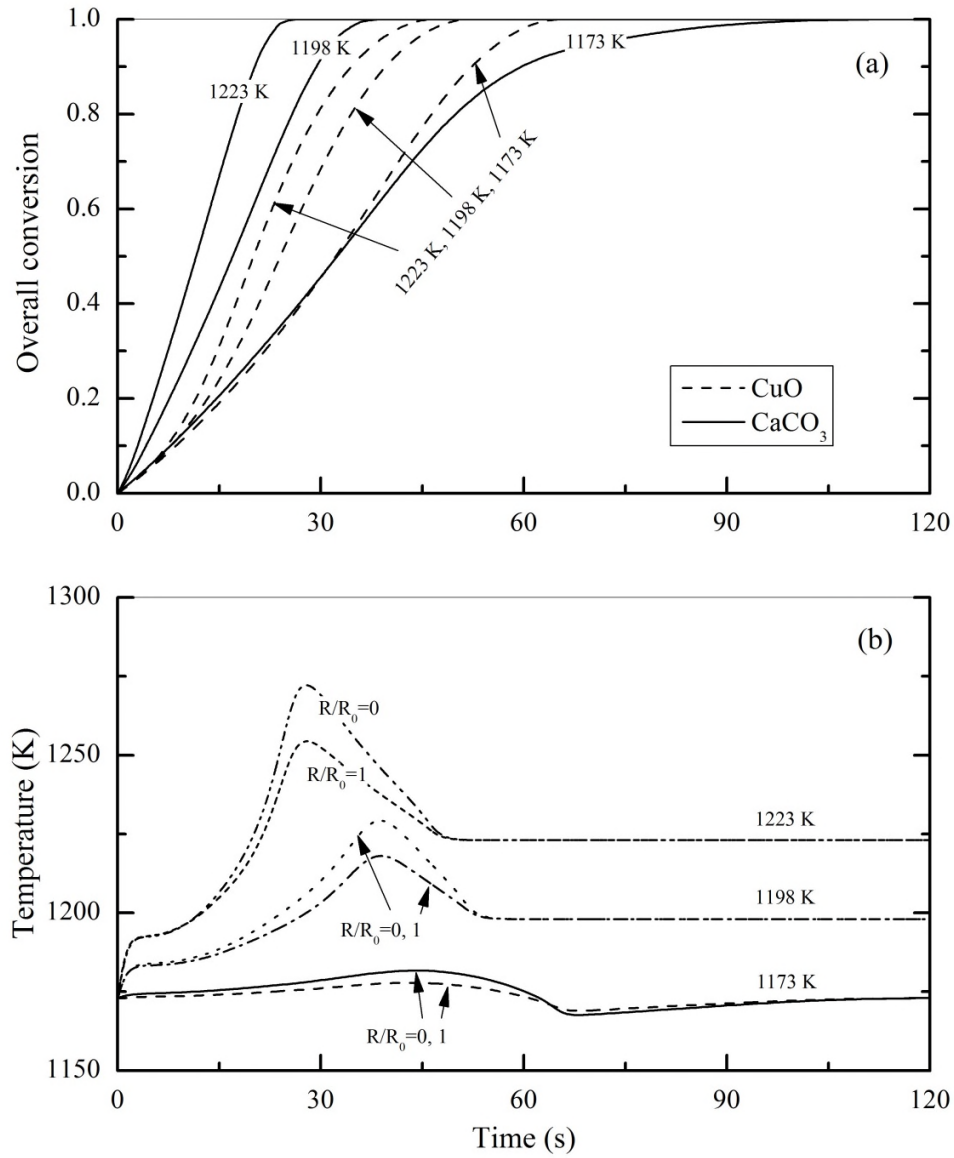 1.0
0.8
0.6
0.4
0.2
0.0
Overall conversion
1223 K
1198 K
1173 K
(a)
1223 K, 1198 K, 1173 K
CuO
CaCO₃
0
30
60
90
120
1300
1250
1200
1150
Temperature (K)
(b)
R/R₀=0
R/R₀=1
1223 K
R/R₀=0, 1
1198 K
1173 K
R/R₀=0, 1
0
30
60
90
120
Time (s)